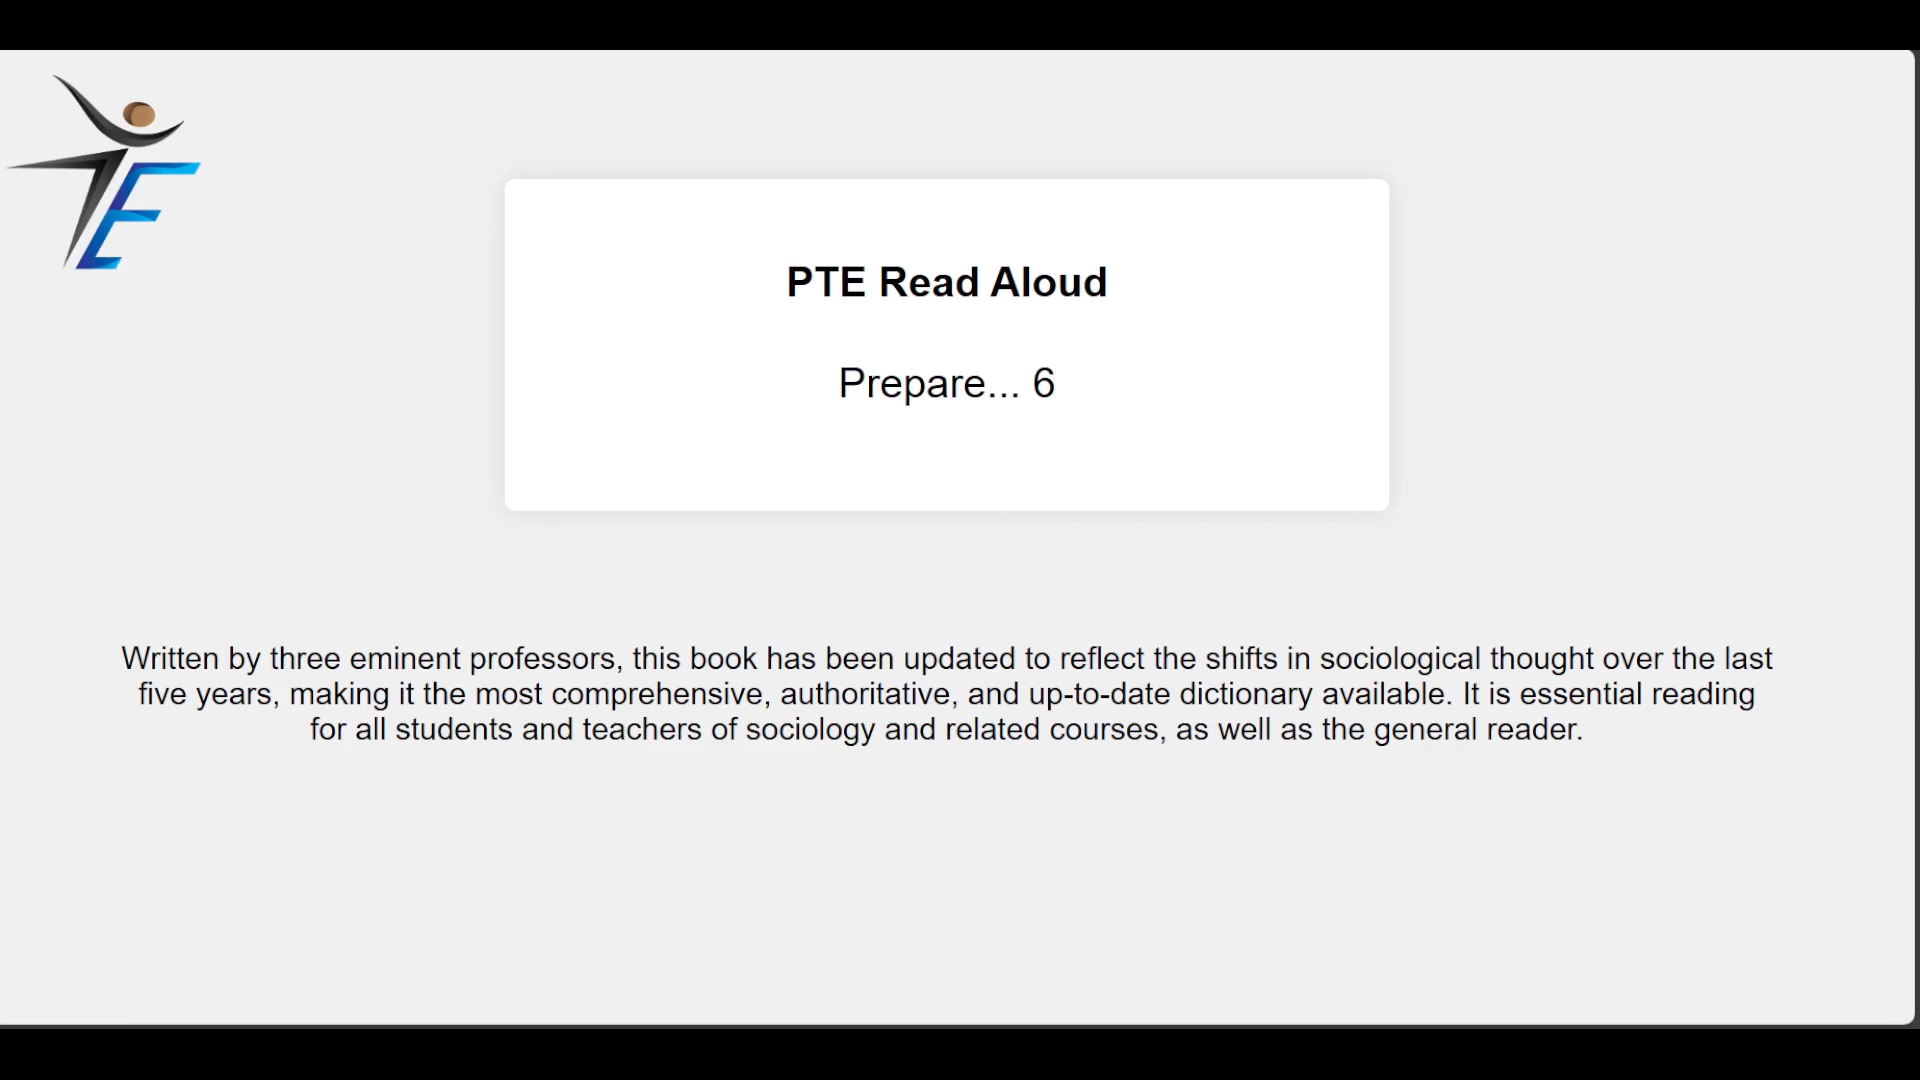 PTE Read Aloud
Prepare... 6
Written by three eminent professors, this book has been updated to reflect the shifts in sociological thought over the last
five years, making it the most comprehensive, authoritative, and up-to-date dictionary available. It is essential reading
for all students and teachers of sociology and related courses, as well as the general reader.